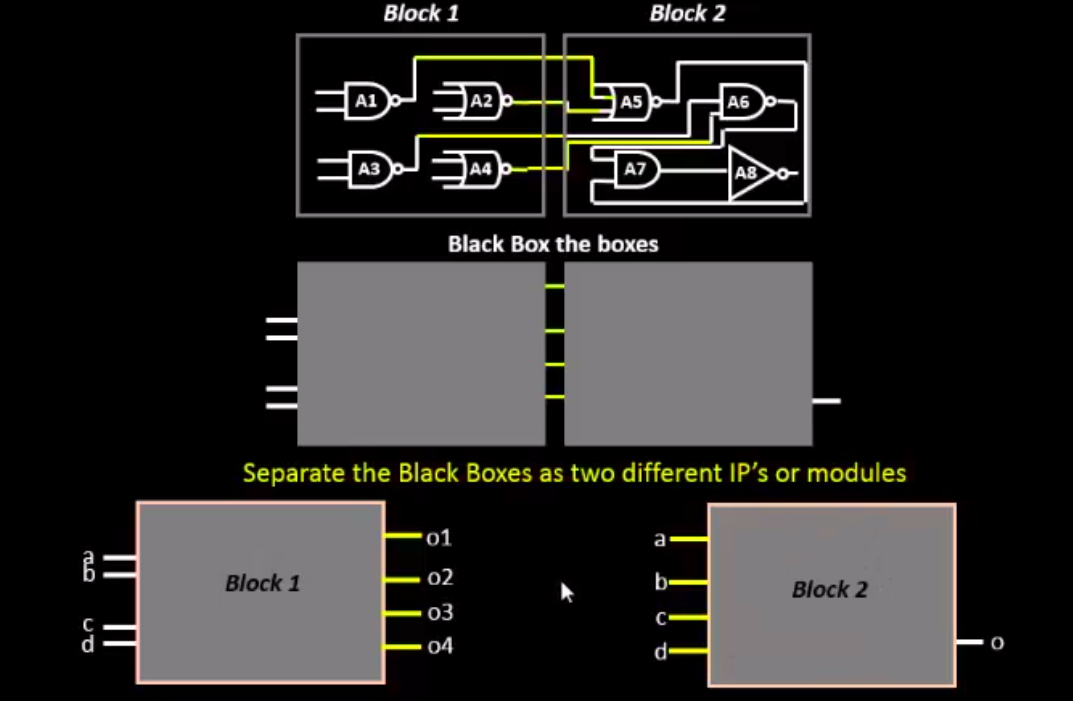 Block 1
Block 2
A1
A2
A5
A6
A3
A4
A7
A8
Black Box the boxes
Separate the Black Boxes as two different IP's or modules
a
b
c
d
Block 1
o1
o2
o3
o4
a
b
c
d
Block 2
o